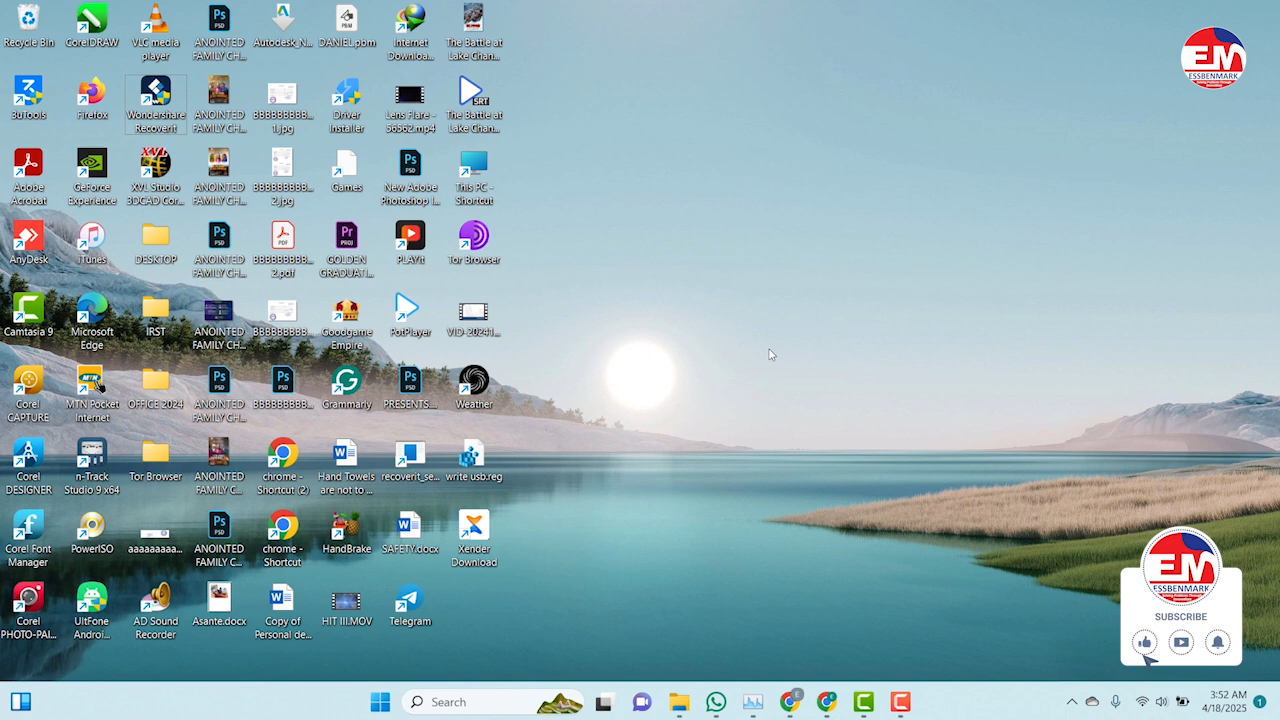 Recycle Bin
CorelDRAW
VLC media
player
ANOINTED
FAMILY CH...
Autodesk_N...
DANIEL.pbm
Internet
Downloa...
The Battle at
Lake Chan...
3uTools
Firefox
Wondershare
Recoverit
ANOINTED
FAMILY CH...
BBBBBBBBB...
1.jpg
Driver
Installer
Lens Flare -
56562.mp4
The Battle at
Lake Chan...
Adobe
Acrobat
GeForce
Experience
XVL Studio
3DCAD Cor...
ANOINTED
FAMILY CH...
BBBBBBBBB...
2.jpg
Games
New Adobe
Photoshop I...
This PC -
Shortcut
AnyDesk
iTunes
DESKTOP
ANOINTED
FAMILY CH...
BBBBBBBBB...
2.pdf
GOLDEN
GRADUATI...
PLAYit
Tor Browser
Camtasia 9
Microsoft
Edge
IRST
ANOINTED
FAMILY CH...
BBBBBBBBB...
Goodgame
Empire
PotPlayer
VID-20241...
Corel
CAPTURE
MTN Pocket
Internet
OFFICE 2024
ANOINTED
FAMILY CH...
BBBBBBBBB...
Grammarly
PRESENTS...
Weather
Corel
DESIGNER
n-Track
Studio 9 x64
Tor Browser
ANOINTED
FAMILY C...
chrome -
Shortcut (2)
Hand Towels
are not to ...
recoverit_se...
write usb.reg
Corel Font
Manager
PowerISO
aaaaaaaaa...
ANOINTED
FAMILY C...
chrome -
Shortcut
HandBrake
SAFETY.docx
Xender
Download
Corel
PHOTO-PAI...
UltFone
Androi...
AD Sound
Recorder
Asante.docx
Copy of
Personal de...
HIT III.MOV
Telegram
EM
ESSBENMARK
EM
ESSBENMARK
SUBSCRIBE
Search
3:52 AM
4/18/2025
1